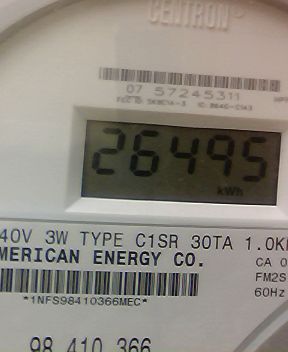 CENTRON
07 57245311
26495
kWh
40V 3W TYPE C1SR 30TA 1.0K
MERICAN ENERGY CO.
CA 0
FM2S
60Hz
*1NFS98410366MEC*
98 410 366